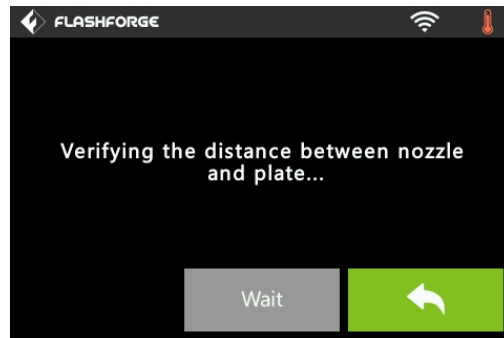 FLASHFORGE
Verifying the distance between nozzle
and plate...
Wait